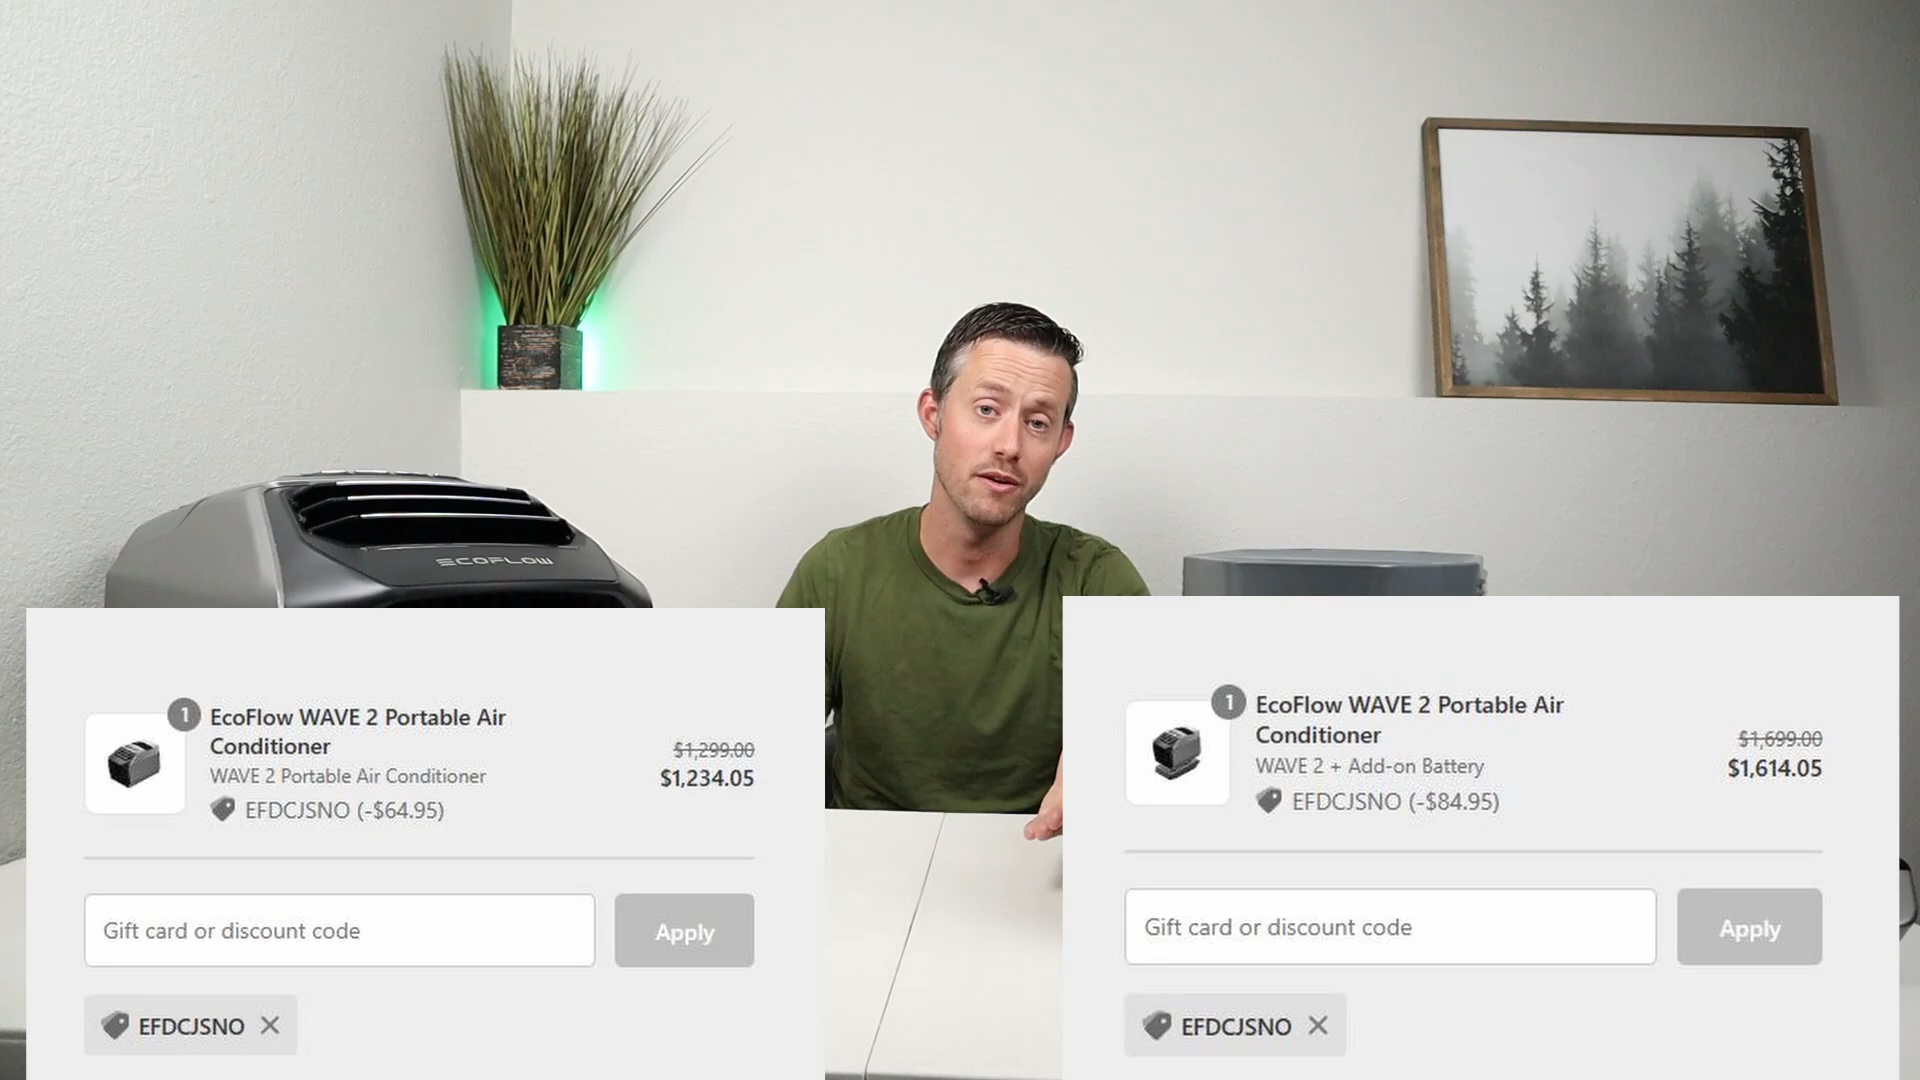 ECOFLOW
1
EcoFlow WAVE 2 Portable Air
Conditioner
$1,299.00
WAVE 2 Portable Air Conditioner
$1,234.05
EFDCJSNO (-$64.95)
Gift card or discount code
Apply
EFDCJSNO
1
EcoFlow WAVE 2 Portable Air
Conditioner
$1,699.00
WAVE 2 + Add-on Battery
$1,614.05
EFDCJSNO (-$84.95)
Gift card or discount code
Apply
EFDCJSNO